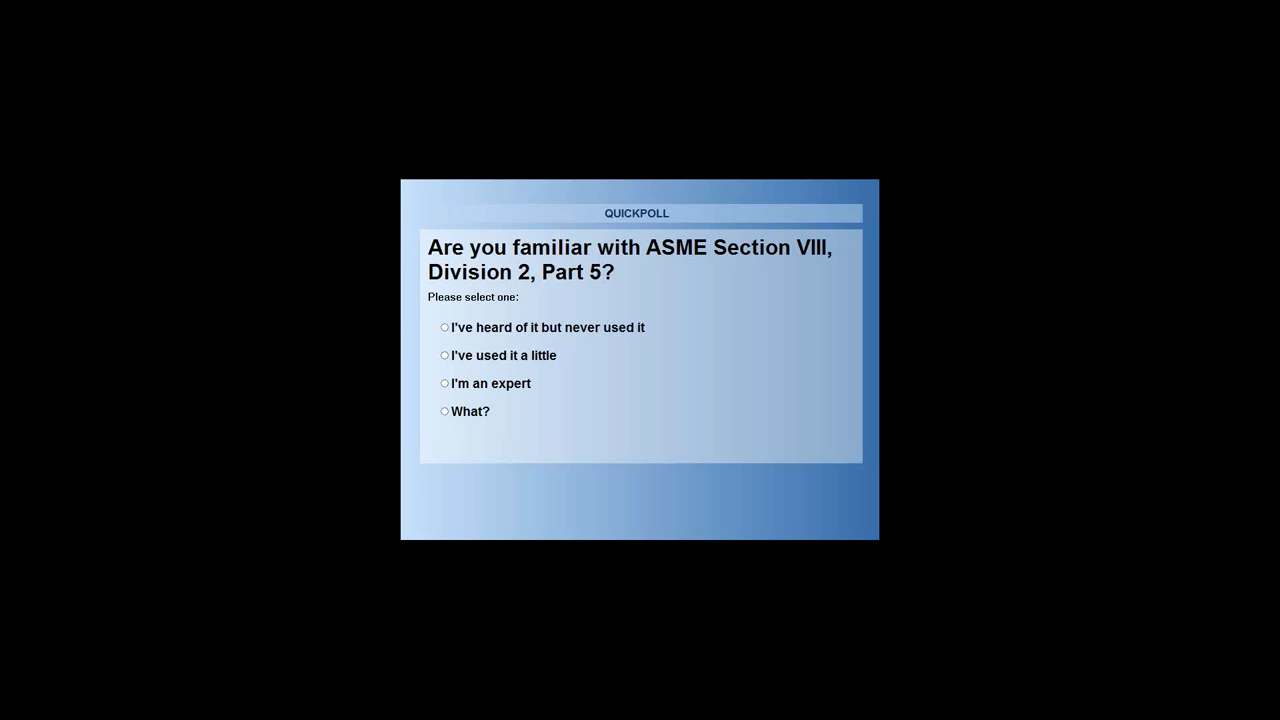 QUICKPOLL
Are you familiar with ASME Section VIII,
Division 2, Part 5?
Please select one:
I've heard of it but never used it
I've used it a little
I'm an expert
What?